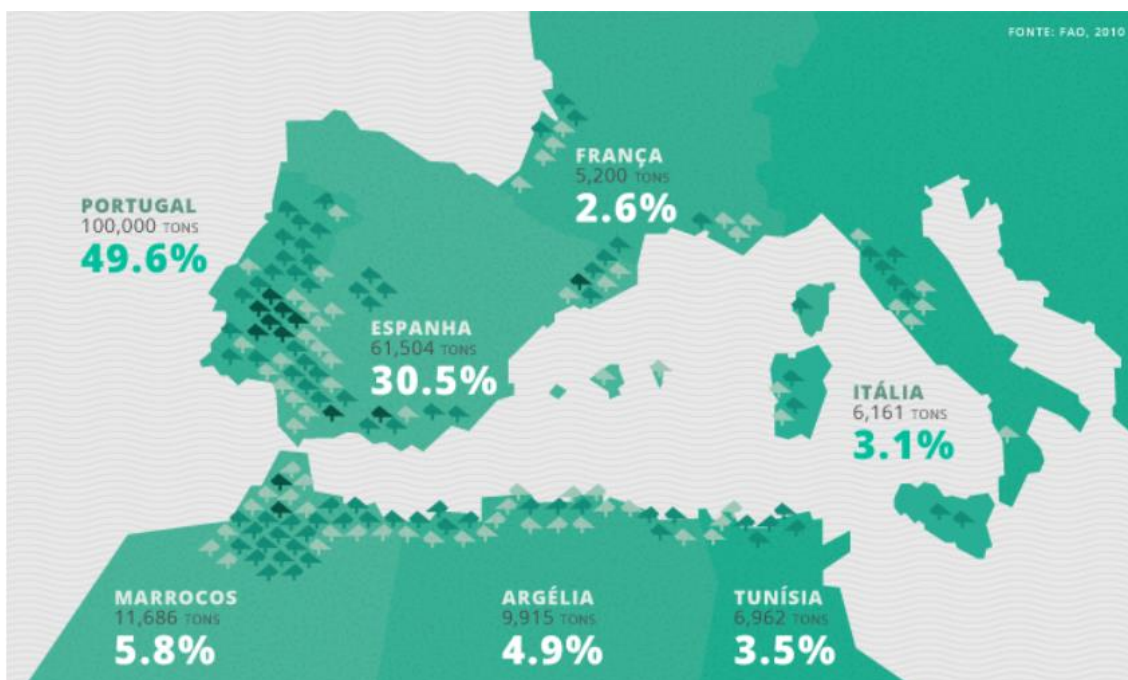 FONTE: FAO, 2010
FRANÇA
5,200 TONS
2.6%
PORTUGAL
100,000 TONS
49.6%
ESPANHA
61,504 TONS
30.5%
ITÁLIA
6,161 TONS
3.1%
MARROCOS
11,686 TONS
5.8%
ARGÉLIA
9,915 TONS
4.9%
TUNÍSIA
6,962 TONS
3.5%